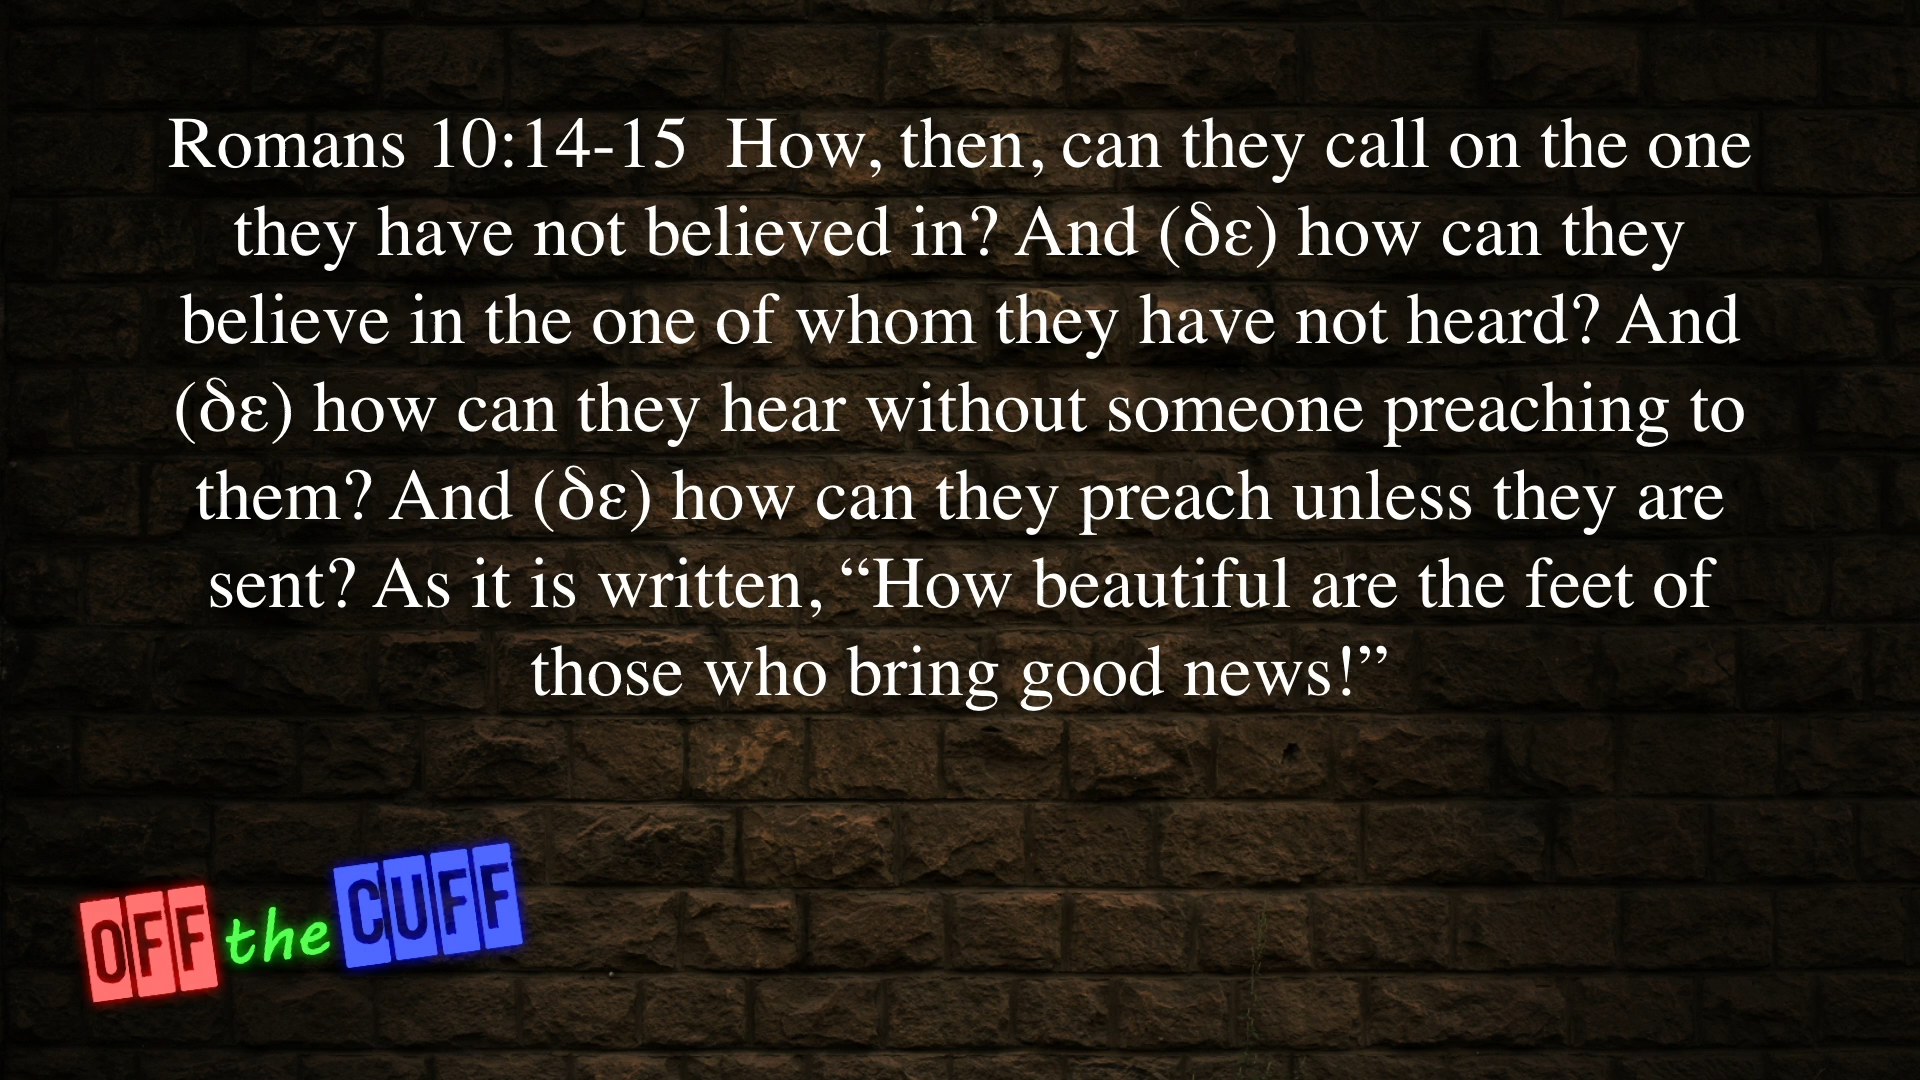 Romans 10:14-15  How, then, can they call on the one
they have not believed in? And (δε) how can they
believe in the one of whom they have not heard? And
(δε) how can they hear without someone preaching to
them? And (δε) how can they preach unless they are
sent? As it is written, “How beautiful are the feet of
those who bring good news!”
OFF the CUFF